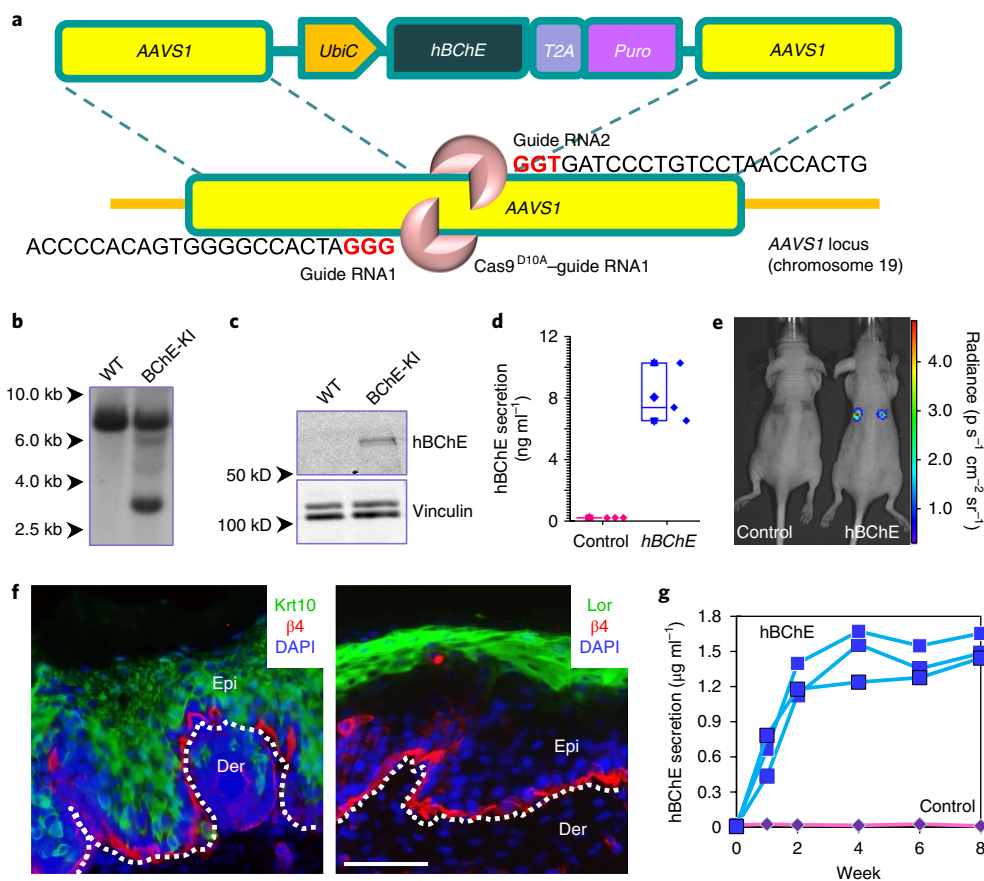 a
AAVS1 UbiC hBChE T2A Puro AAVS1
Guide RNA2
GGTGATCCCTGTCCTAACCACTG
AAVS1
ACCCCACAGTGGGGCCACTAGGG
Guide RNA1
Cas9D10A–guide RNA1
AAVS1 locus
(chromosome 19)
b
WT BChE-KI
10.0 kb
6.0 kb
4.0 kb
2.5 kb
c
WT BChE-KI
hBChE
50 kD
Vinculin
100 kD
d
hBChE secretion
(ng ml−1)
12
8
4
0
Control hBChE
e
Control hBChE
Radiance (p s−1 cm−2 sr−1)
4.0
3.0
2.0
1.0
f
Krt10
β4
DAPI
Epi
Der
Lor
β4
DAPI
Epi
Der
g
hBChE secretion (μg ml−1)
1.8
1.5
1.2
0.9
0.6
0.3
0
hBChE
Control
0 2 4 6 8
Week